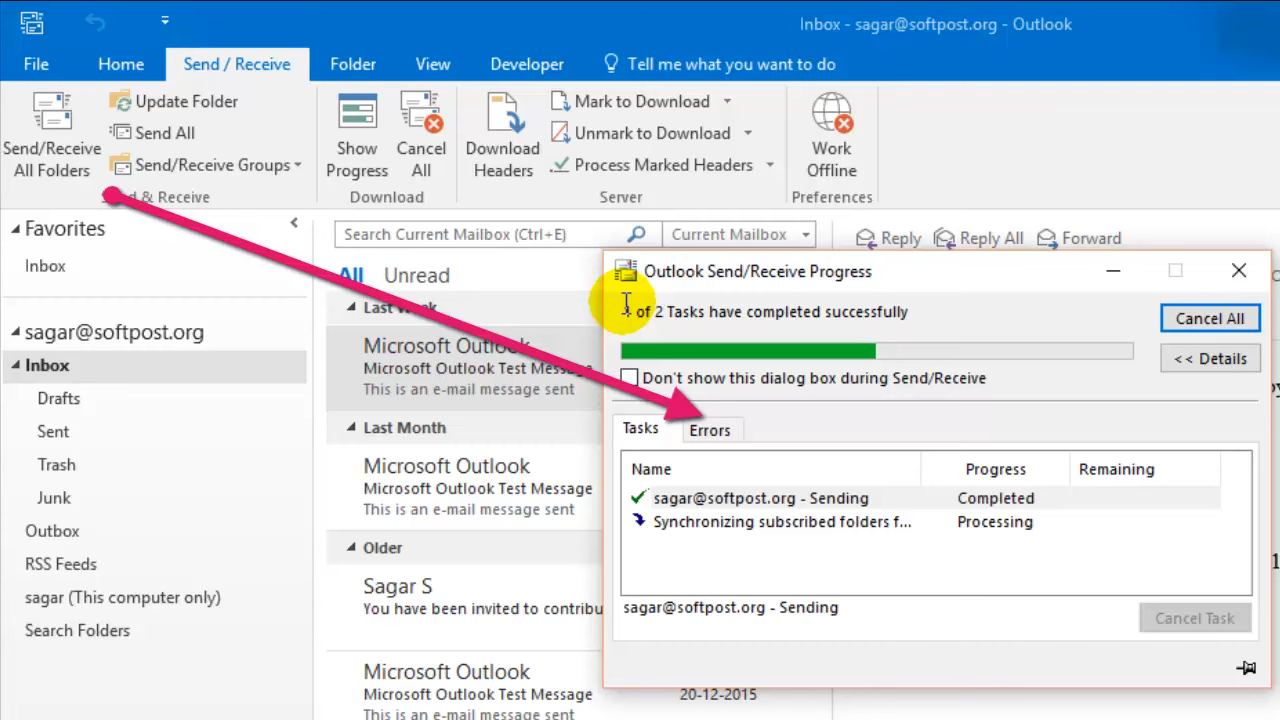 Inbox - sagar@softpost.org - Outlook
File Home Send / Receive Folder View Developer Tell me what you want to do
Send/Receive All Folders
Update Folder
Send All
Send/Receive Groups
Send & Receive
Show Progress
Cancel All
Download
Download Headers
Mark to Download
Unmark to Download
Process Marked Headers
Server
Work Offline
Preferences
Favorites
Inbox
sagar@softpost.org
Inbox
Drafts
Sent
Trash
Junk
Outbox
RSS Feeds
sagar (This computer only)
Search Folders
Search Current Mailbox (Ctrl+E) Current Mailbox
All Unread
Last Week
Microsoft Outlook
Microsoft Outlook Test Message
This is an e-mail message sent
Last Month
Microsoft Outlook
Microsoft Outlook Test Message
This is an e-mail message sent
Older
Sagar S
You have been invited to contribu
Microsoft Outlook
Microsoft Outlook Test Message 20-12-2015
This is an e-mail message sent
Reply Reply All Forward
Outlook Send/Receive Progress
of 2 Tasks have completed successfully
Cancel All
<< Details
Don't show this dialog box during Send/Receive
Tasks Errors
Name Progress Remaining
sagar@softpost.org - Sending Completed
Synchronizing subscribed folders f... Processing
sagar@softpost.org - Sending
Cancel Task